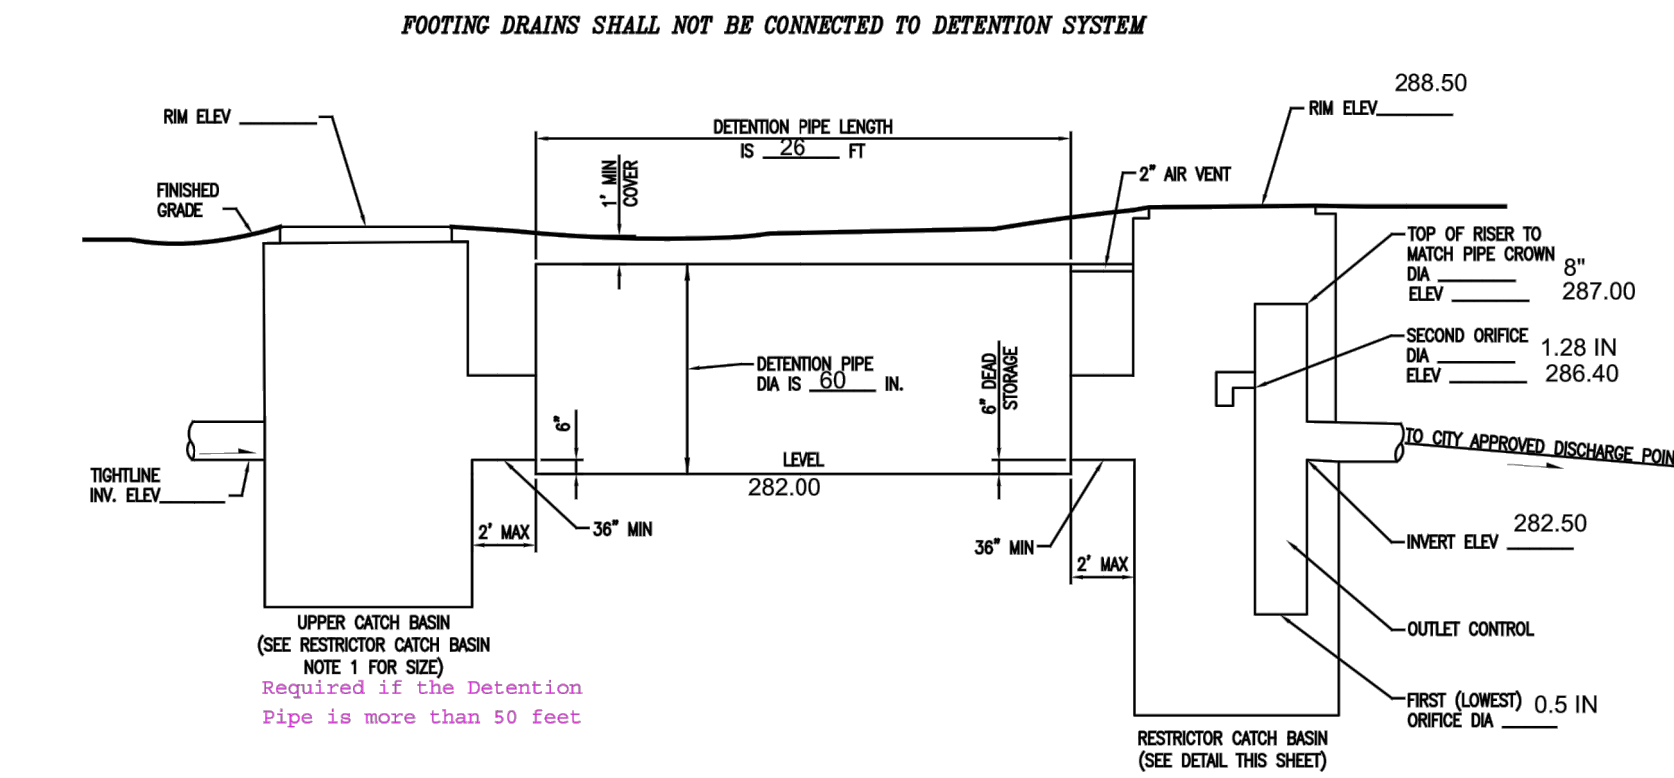 FOOTING DRAINS SHALL NOT BE CONNECTED TO DETENTION SYSTEM
288.50
RIM ELEV
RIM ELEV
DETENTION PIPE LENGTH
IS 26 FT
1' MIN
COVER
2" AIR VENT
FINISHED
GRADE
TOP OF RISER TO
MATCH PIPE CROWN
DIA 8"
ELEV 287.00
SECOND ORIFICE
DIA 1.28 IN
ELEV 286.40
DETENTION PIPE
DIA IS 60 IN.
6" DEAD
STORAGE
6"
TO CITY APPROVED DISCHARGE POIN
LEVEL
282.00
TIGHTLINE
INV. ELEV
2' MAX
36" MIN
36" MIN
2' MAX
282.50
INVERT ELEV
UPPER CATCH BASIN
(SEE RESTRICTOR CATCH BASIN
NOTE 1 FOR SIZE)
Required if the Detention
Pipe is more than 50 feet
OUTLET CONTROL
FIRST (LOWEST) 0.5 IN
ORIFICE DIA
RESTRICTOR CATCH BASIN
(SEE DETAIL THIS SHEET)